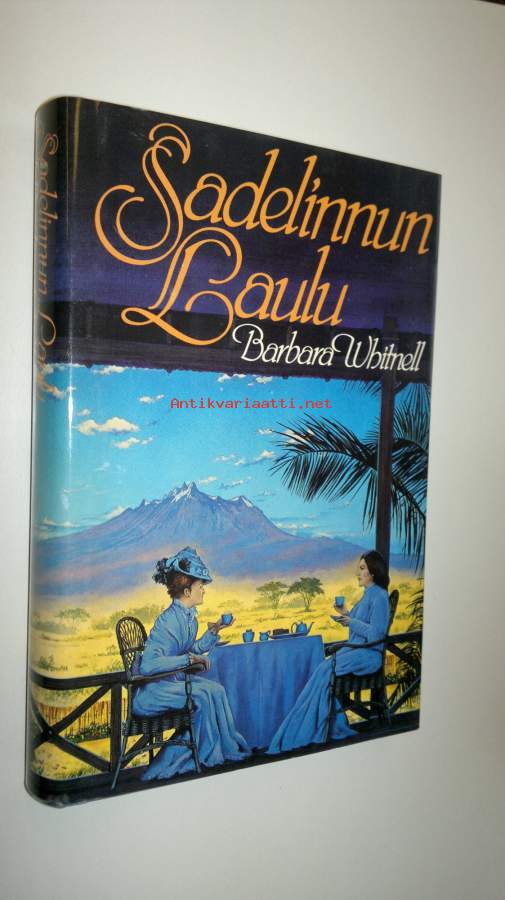 Sadelinnun
Laulu
Barbara Whitnell
Antikvariaatti.net
Sadelinnun Laulu